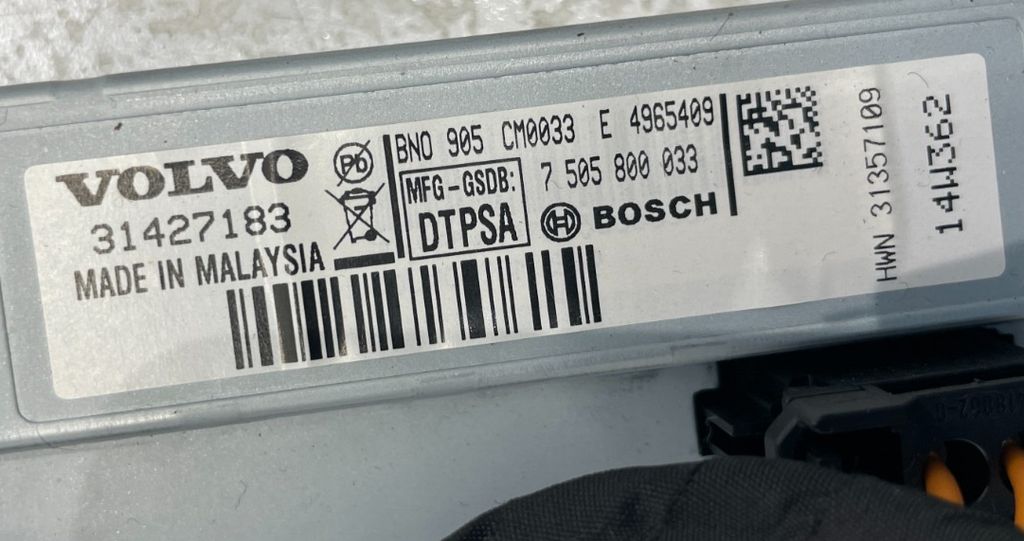 VOLVO
31427183
MADE IN MALAYSIA
Pb
BNO 905 CM0033 E 4965409
MFG-GSDB:
DTPSA
7 505 800 033
BOSCH
HWN 31357109
14W362